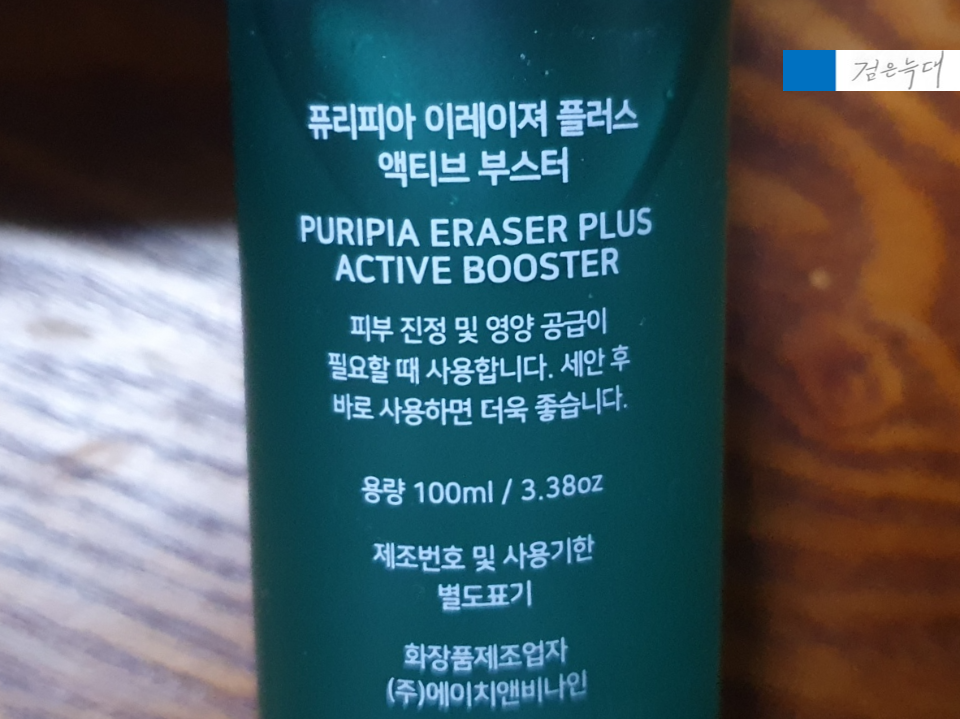 검은늑대
퓨리피아 이레이져 플러스
액티브 부스터
PURIPIA ERASER PLUS
ACTIVE BOOSTER
피부 진정 및 영양 공급이
필요할 때 사용합니다. 세안 후
바로 사용하면 더욱 좋습니다.
용량 100ml / 3.38oz
제조번호 및 사용기한
별도표기
화장품제조업자
(주)에이치앤비나인